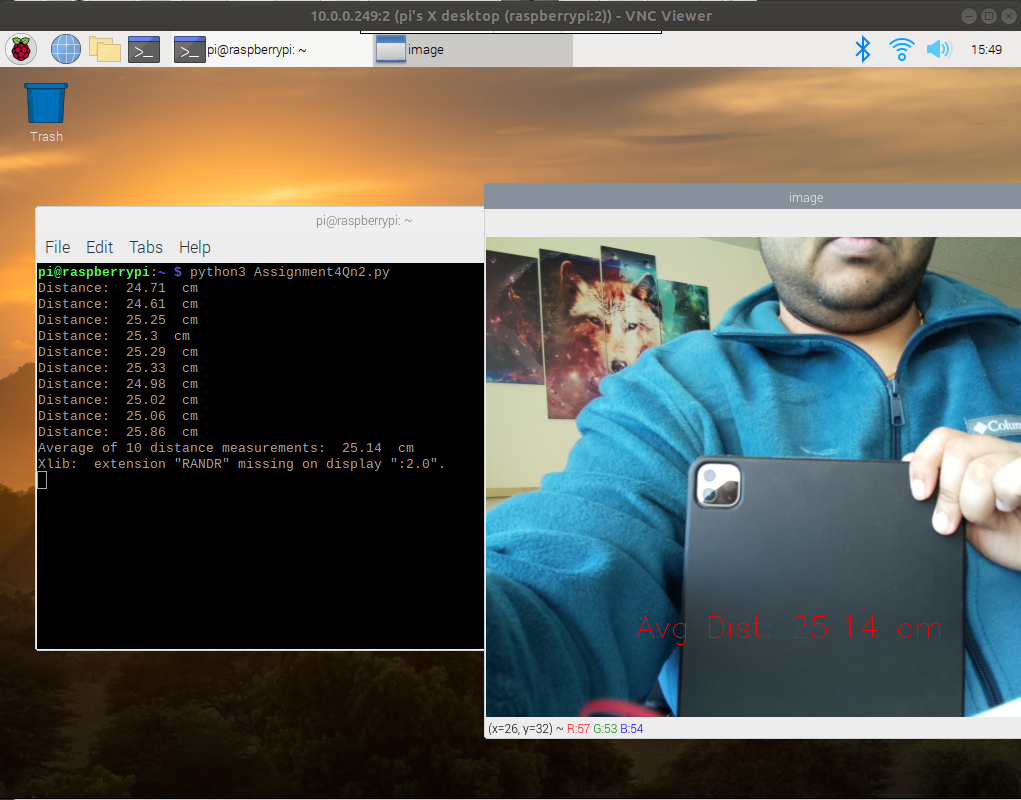 10.0.0.249:2 (pi's X desktop (raspberrypi:2)) - VNC Viewer
pi@raspberrypi: ~
image
15:49
Trash
pi@raspberrypi: ~
File Edit Tabs Help
pi@raspberrypi:~ $ python3 Assignment4Qn2.py
Distance:  24.71  cm
Distance:  24.61  cm
Distance:  25.25  cm
Distance:  25.3  cm
Distance:  25.29  cm
Distance:  25.33  cm
Distance:  24.98  cm
Distance:  25.02  cm
Distance:  25.06  cm
Distance:  25.86  cm
Average of 10 distance measurements:  25.14  cm
Xlib:  extension "RANDR" missing on display ":2.0".
image
Avg Dist: 25.14 cm
(x=26, y=32) ~ R:57 G:53 B:54